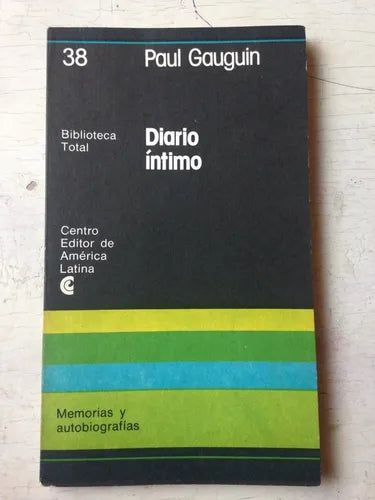 38 Paul Gauguin
Biblioteca
Total
Diario
íntimo
Centro
Editor de
América
Latina
Memorias y
autobiografías